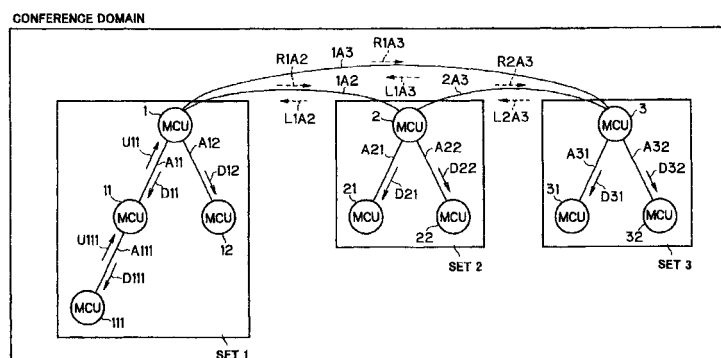 CONFERENCE DOMAIN
R1A3
1A3
R1A2
1A2
L1A3
2A3
R2A3
L1A2
L2A3
1
MCU
2
MCU
3
MCU
U11
A11
A12
D11
D12
A21
A22
D21
D22
A31
A32
D31
D32
11
MCU
MCU
12
21
MCU
MCU
22
31
MCU
MCU
32
U111
A111
D111
MCU
111
SET 1
SET 2
SET 3